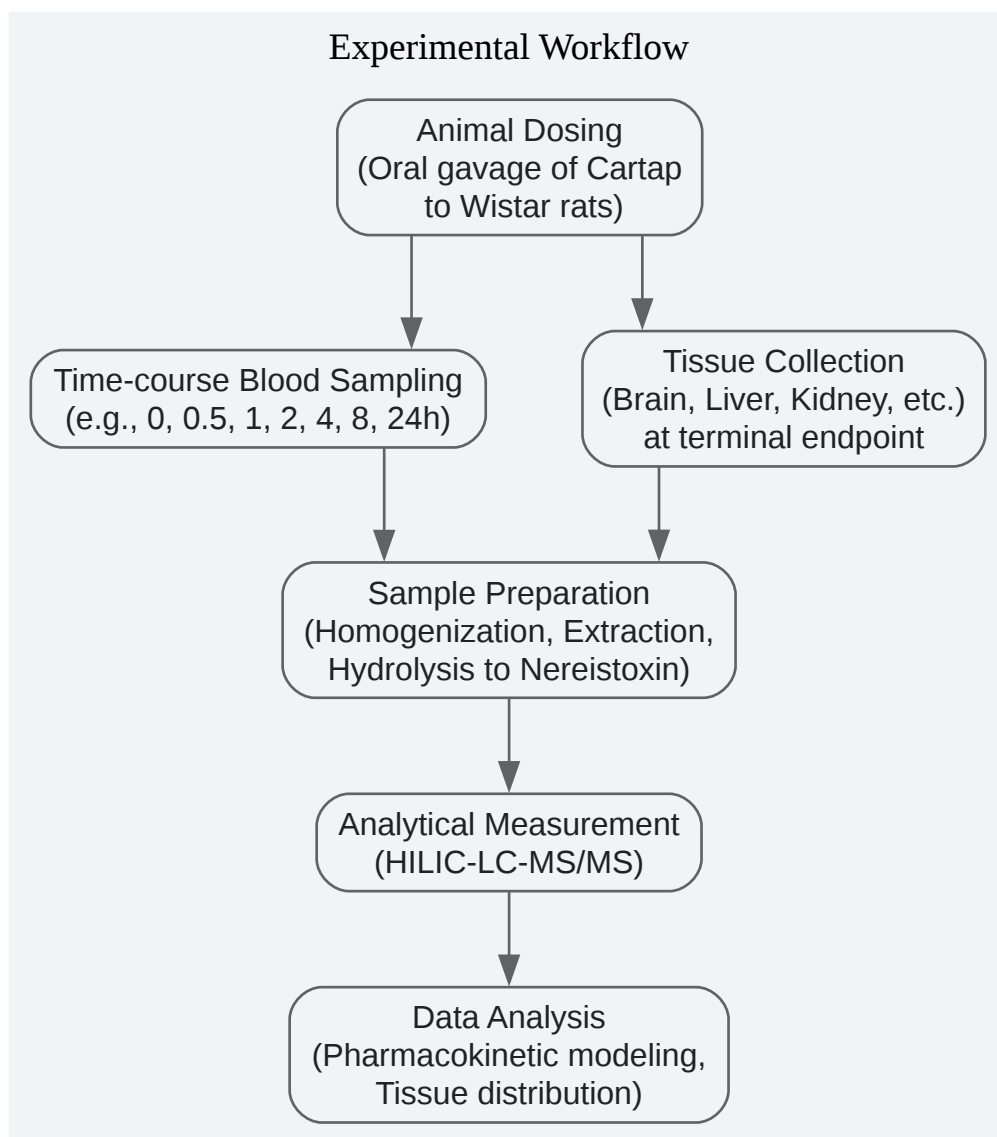 Experimental Workflow
Animal Dosing
(Oral gavage of Cartap
to Wistar rats)
Time-course Blood Sampling
(e.g., 0, 0.5, 1, 2, 4, 8, 24h)
Tissue Collection
(Brain, Liver, Kidney, etc.)
at terminal endpoint
Sample Preparation
(Homogenization, Extraction,
Hydrolysis to Nereistoxin)
Analytical Measurement
(HILIC-LC-MS/MS)
Data Analysis
(Pharmacokinetic modeling,
Tissue distribution)